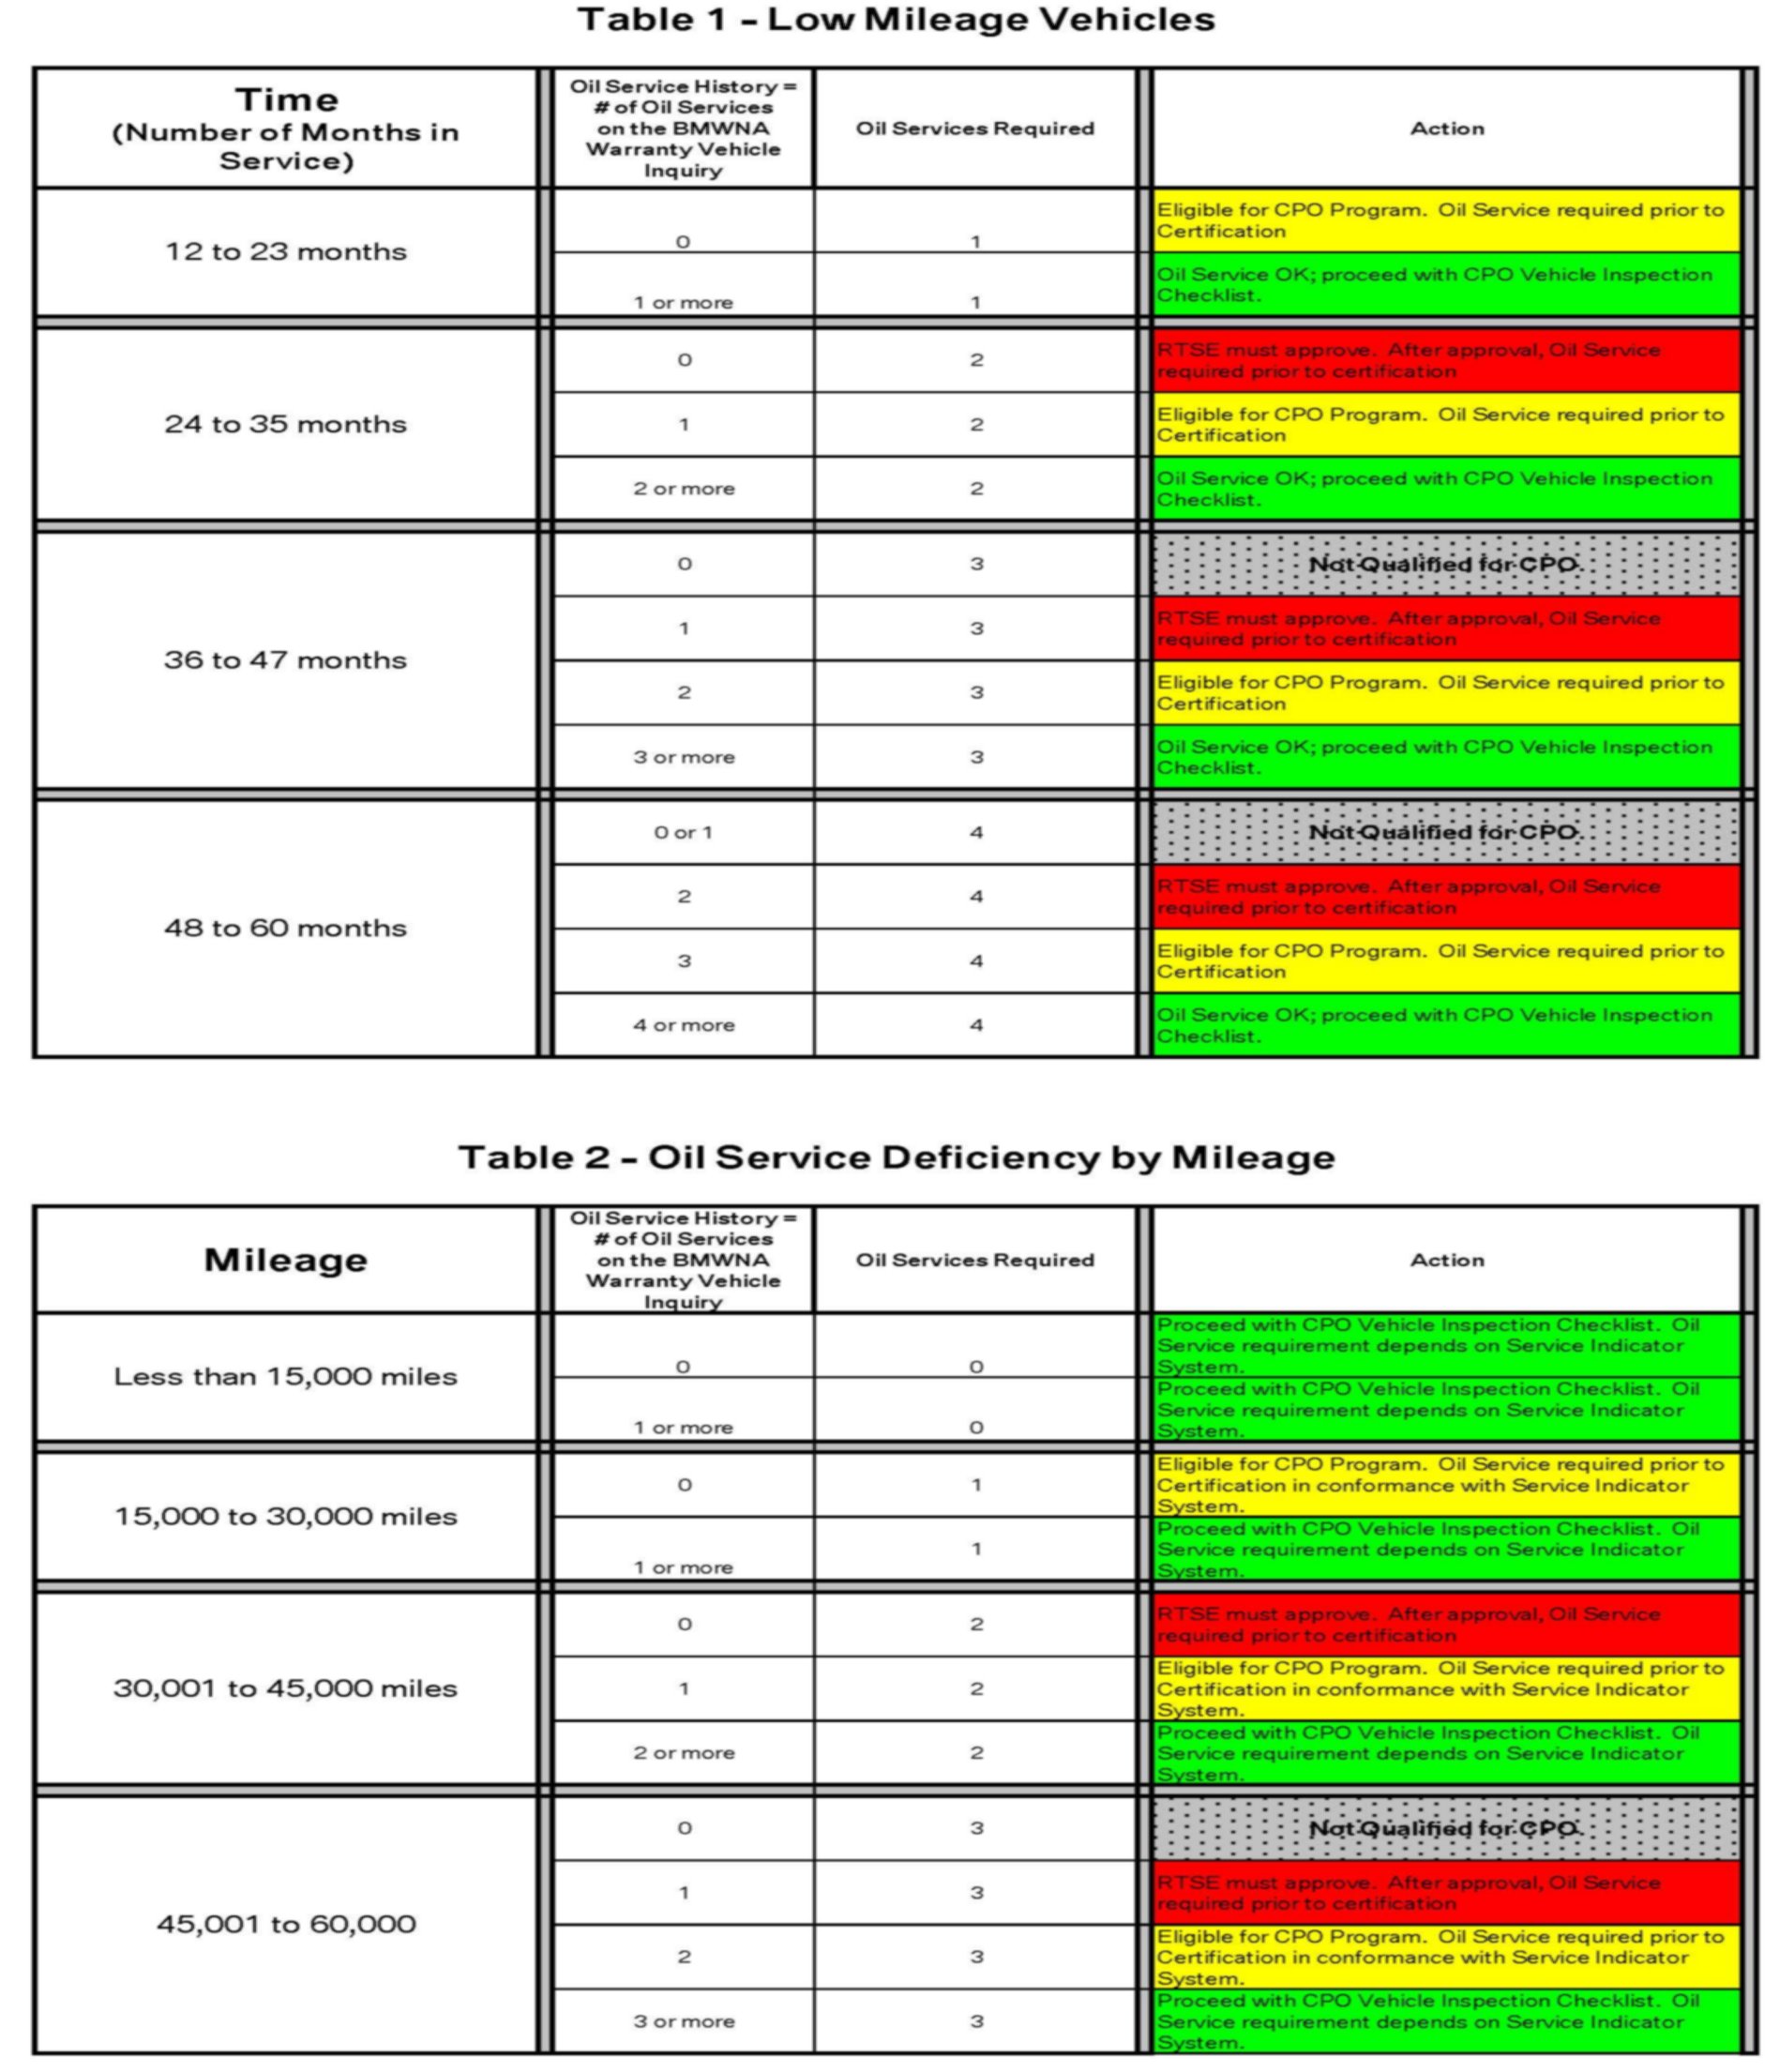 Table 1 - Low Mileage Vehicles
Time
(Number of Months in
Service)
Oil Service History =
# of Oil Services
on the BMWNA
Warranty Vehicle
Inquiry
Oil Services Required
Action
12 to 23 months
0
1
Eligible for CPO Program. Oil Service required prior to
Certification
1 or more
1
Oil Service OK; proceed with CPO Vehicle Inspection
Checklist.
24 to 35 months
0
2
RTSE must approve. After approval, Oil Service
required prior to certification
1
2
Eligible for CPO Program. Oil Service required prior to
Certification
2 or more
2
Oil Service OK; proceed with CPO Vehicle Inspection
Checklist.
36 to 47 months
0
3
Not Qualified for CPO.
1
3
RTSE must approve. After approval, Oil Service
required prior to certification
2
3
Eligible for CPO Program. Oil Service required prior to
Certification
3 or more
3
Oil Service OK; proceed with CPO Vehicle Inspection
Checklist.
48 to 60 months
0 or 1
4
Not Qualified for CPO.
2
4
RTSE must approve. After approval, Oil Service
required prior to certification
3
4
Eligible for CPO Program. Oil Service required prior to
Certification
4 or more
4
Oil Service OK; proceed with CPO Vehicle Inspection
Checklist.
Table 2 - Oil Service Deficiency by Mileage
Mileage
Oil Service History =
# of Oil Services
on the BMWNA
Warranty Vehicle
Inquiry
Oil Services Required
Action
Less than 15,000 miles
0
0
Proceed with CPO Vehicle Inspection Checklist. Oil
Service requirement depends on Service Indicator
System.
1 or more
0
Proceed with CPO Vehicle Inspection Checklist. Oil
Service requirement depends on Service Indicator
System.
15,000 to 30,000 miles
0
1
Eligible for CPO Program. Oil Service required prior to
Certification in conformance with Service Indicator
System.
1 or more
1
Proceed with CPO Vehicle Inspection Checklist. Oil
Service requirement depends on Service Indicator
System.
30,001 to 45,000 miles
0
2
RTSE must approve. After approval, Oil Service
required prior to certification
1
2
Eligible for CPO Program. Oil Service required prior to
Certification in conformance with Service Indicator
System.
2 or more
2
Proceed with CPO Vehicle Inspection Checklist. Oil
Service requirement depends on Service Indicator
System.
45,001 to 60,000
0
3
Not Qualified for CPO.
1
3
RTSE must approve. After approval, Oil Service
required prior to certification
2
3
Eligible for CPO Program. Oil Service required prior to
Certification in conformance with Service Indicator
System.
3 or more
3
Proceed with CPO Vehicle Inspection Checklist. Oil
Service requirement depends on Service Indicator
System.